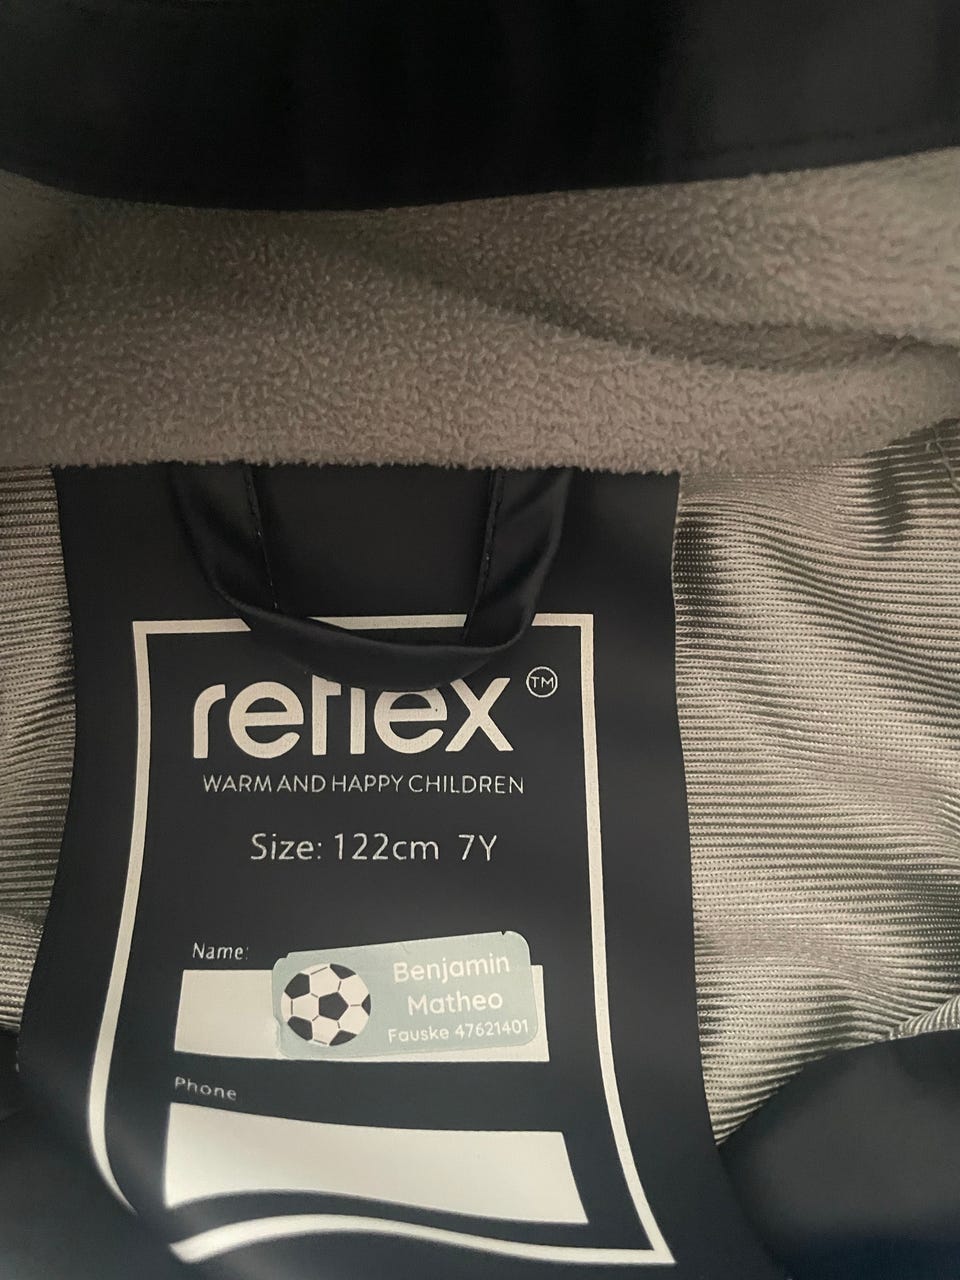 reflex TM
WARM AND HAPPY CHILDREN
Size: 122cm 7Y
Name:
Benjamin
Matheo
Fauske 47621401
Phone